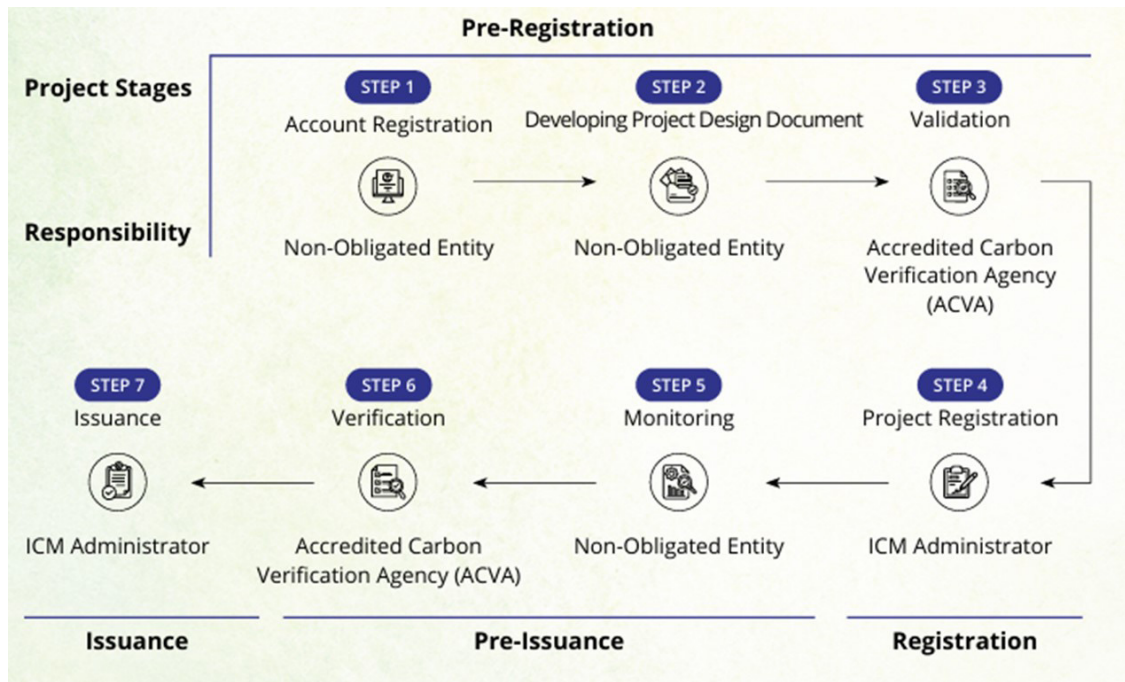 Pre-Registration
Project Stages
STEP 1
STEP 2
STEP 3
Account Registration
Developing Project Design Document
Validation
Responsibility
Non-Obligated Entity
Non-Obligated Entity
Accredited Carbon
Verification Agency
(ACVA)
STEP 7
STEP 6
STEP 5
STEP 4
Issuance
Verification
Monitoring
Project Registration
ICM Administrator
Accredited Carbon
Verification Agency (ACVA)
Non-Obligated Entity
ICM Administrator
Issuance
Pre-Issuance
Registration